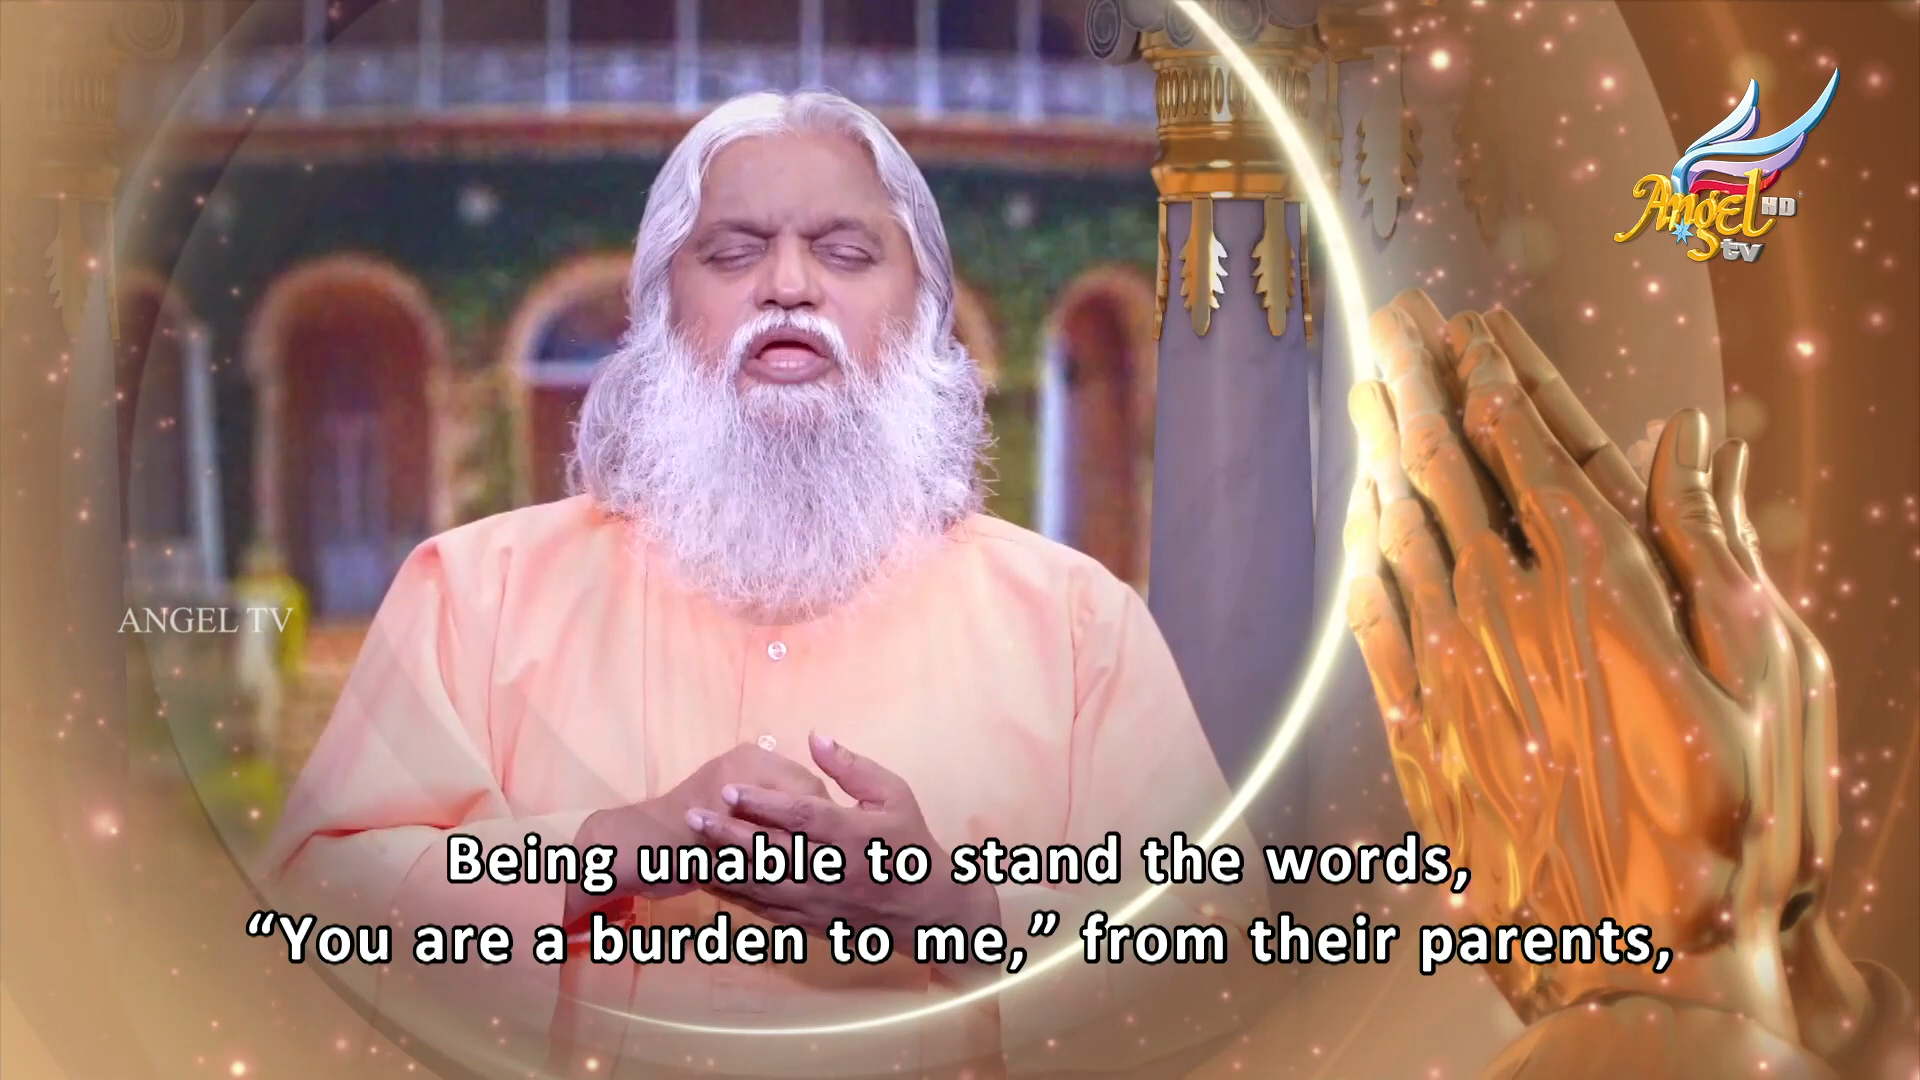 Angel HD
tv
ANGEL TV
Being unable to stand the words,
“You are a burden to me,” from their parents,